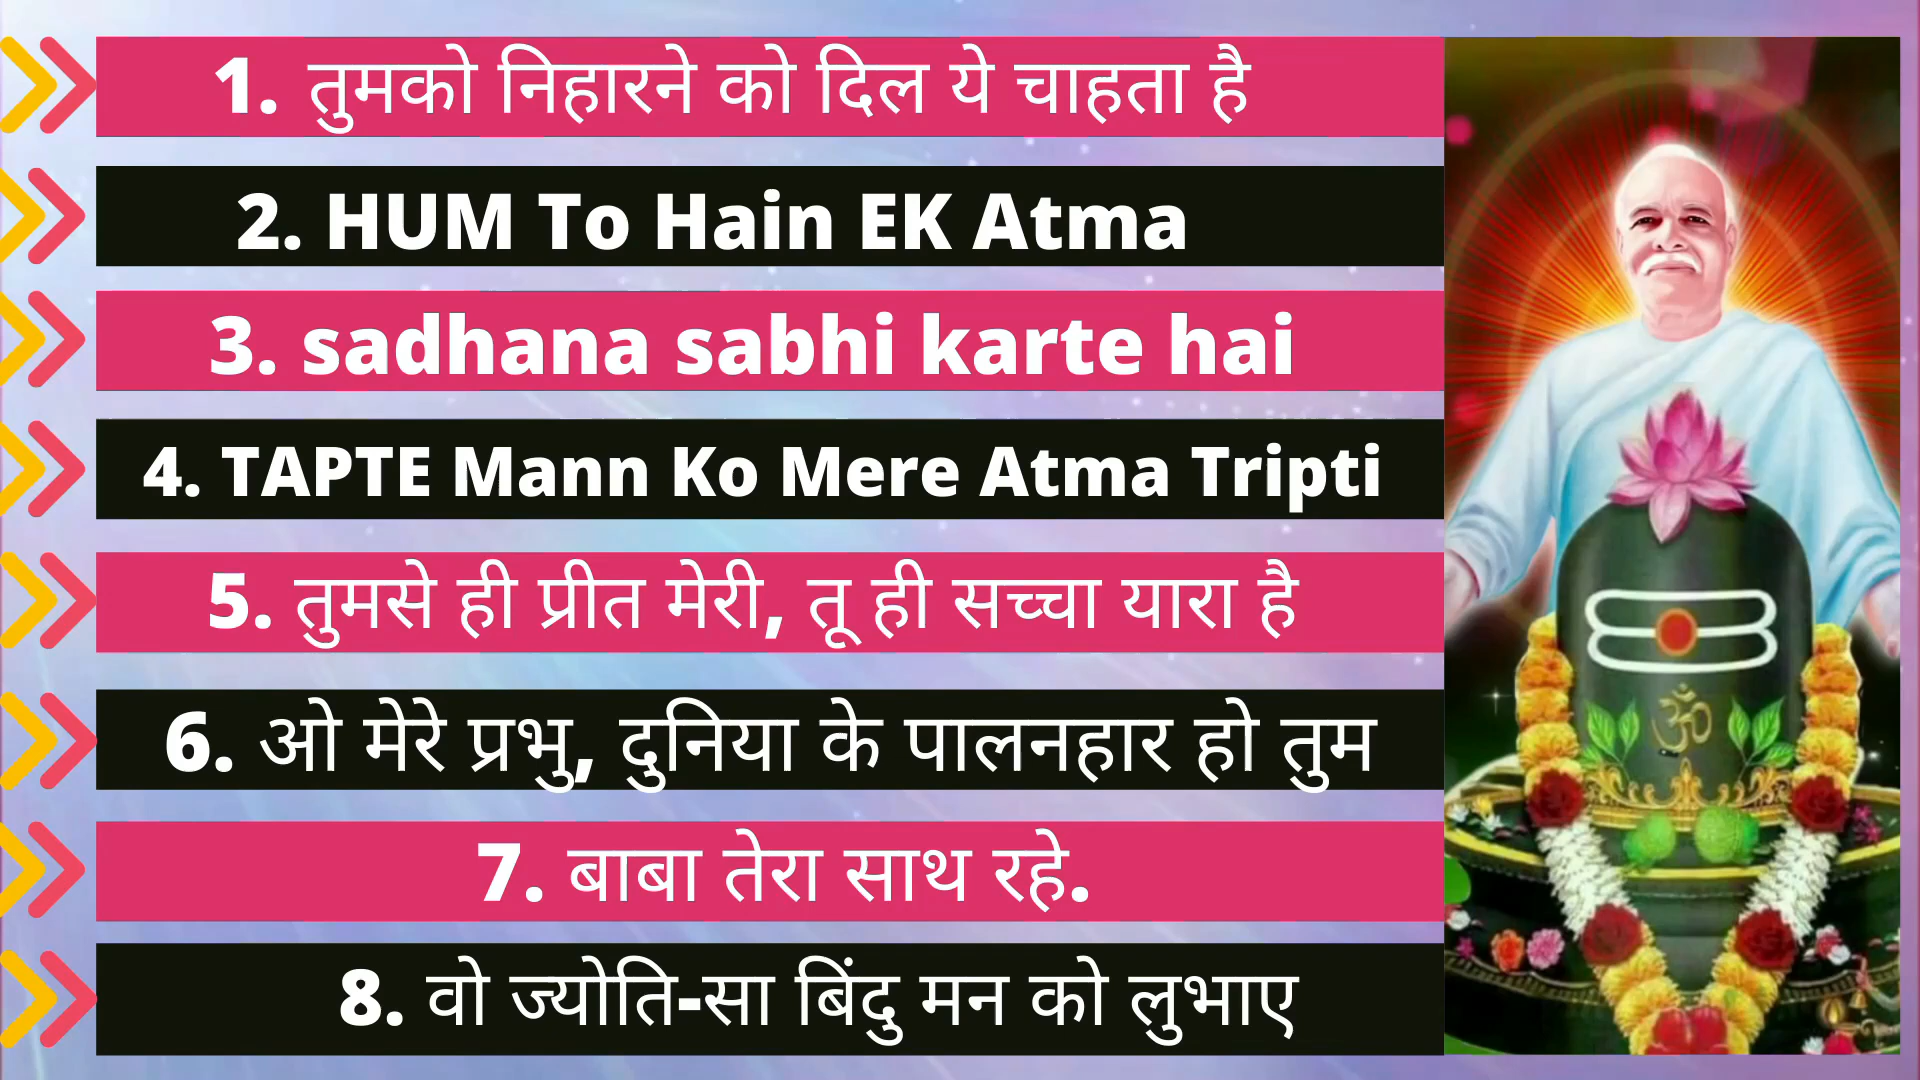 1. तुमको निहारने को दिल ये चाहता है
2. HUM To Hain EK Atma
3. sadhana sabhi karte hai
4. TAPTE Mann Ko Mere Atma Tripti
5. तुमसे ही प्रीत मेरी, तू ही सच्चा यारा है
6. ओ मेरे प्रभु, दुनिया के पालनहार हो तुम
7. बाबा तेरा साथ रहे.
8. वो ज्योति-सा बिंदु मन को लुभाए
ॐ